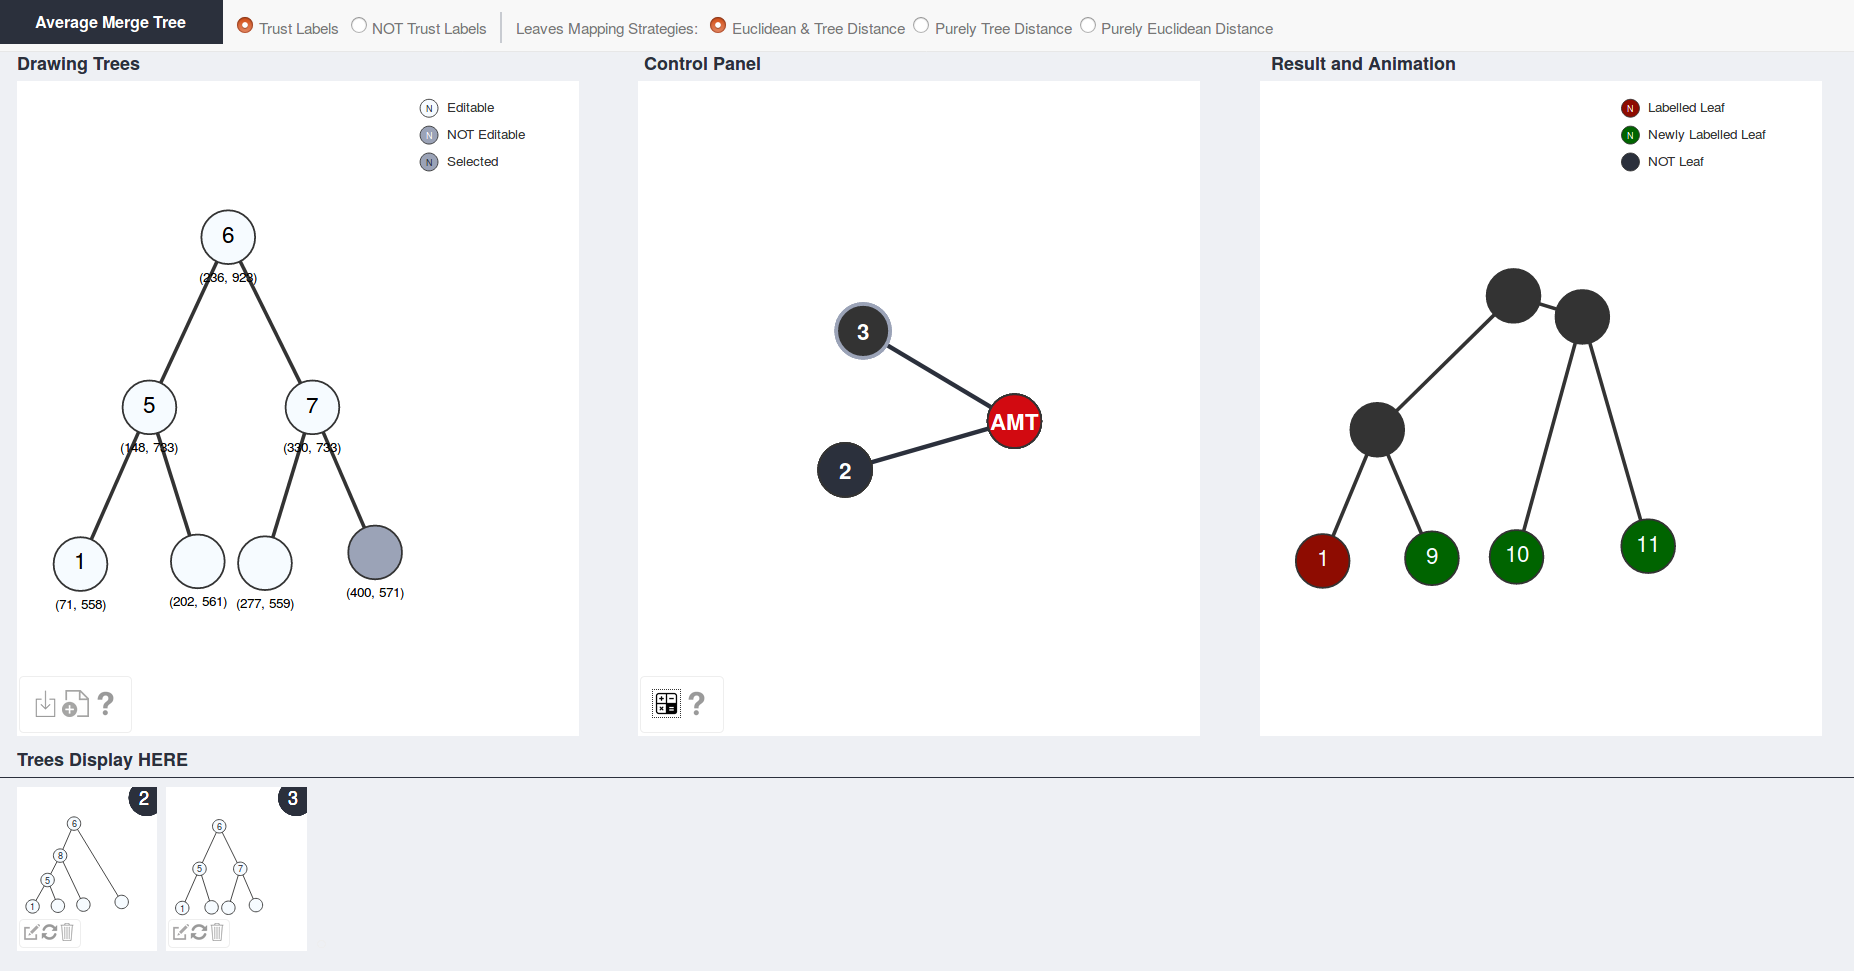 Average Merge Tree
Trust Labels NOT Trust Labels Leaves Mapping Strategies: Euclidean & Tree Distance Purely Tree Distance Purely Euclidean Distance
Drawing Trees
N Editable
N NOT Editable
N Selected
6
(236, 923)
5
(148, 733)
7
(330, 733)
1
(71, 558)
(202, 561)
(277, 559)
(400, 571)
?
Control Panel
3
AMT
2
?
Result and Animation
N Labelled Leaf
N Newly Labelled Leaf
NOT Leaf
1
9
10
11
Trees Display HERE
2
6
8
5
1
3
6
5
7
1